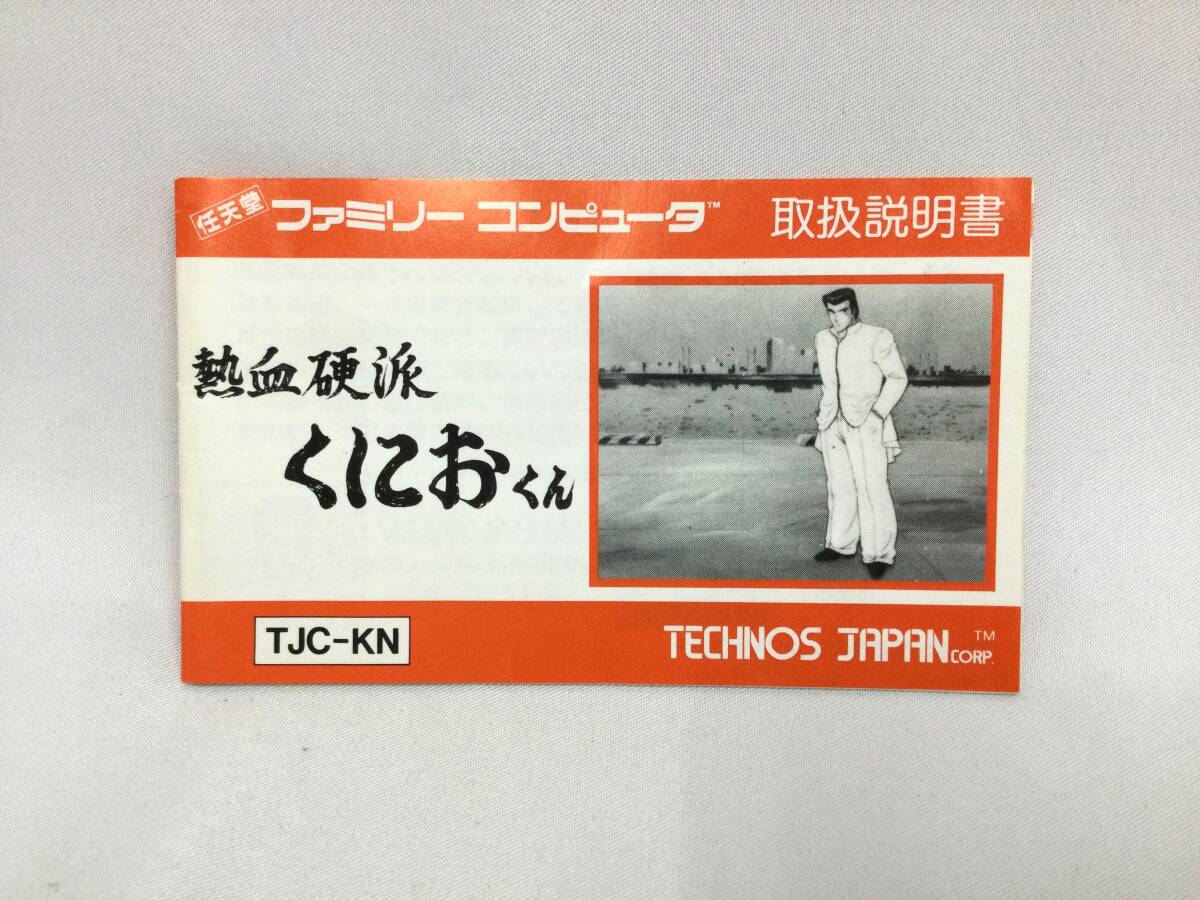 任天堂 ファミリー コンピュータ™ 取扱説明書
熱血硬派
くにおくん
TJC-KN
TECHNOS JAPAN CORP.™